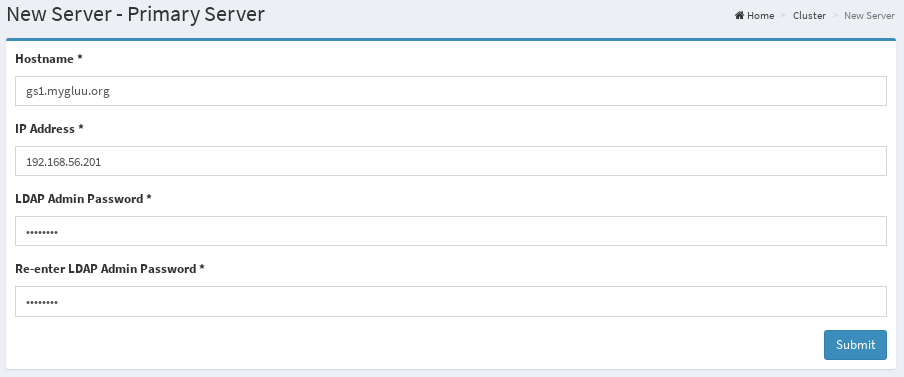 New Server - Primary Server
Home > Cluster > New Server
Hostname *
gs1.mygluu.org
IP Address *
192.168.56.201
LDAP Admin Password *
••••••••
Re-enter LDAP Admin Password *
••••••••
Submit